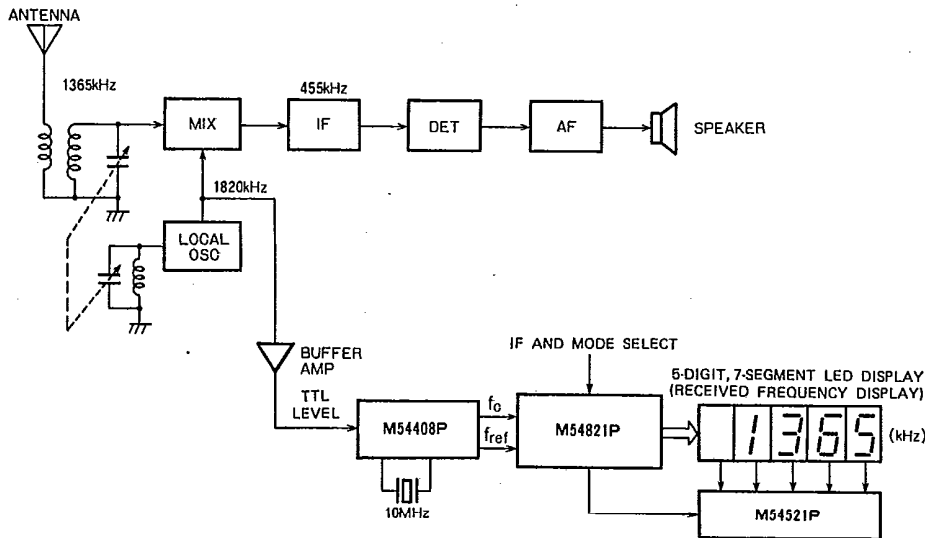 ANTENNA
1365kHz
MIX
455kHz
IF
DET
AF
SPEAKER
1820kHz
LOCAL
OSC
BUFFER
AMP
TTL
LEVEL
IF AND MODE SELECT
5-DIGIT, 7-SEGMENT LED DISPLAY
(RECEIVED FREQUENCY DISPLAY)
M54408P
fo
fref
M54821P
1365
(kHz)
10MHz
M54521P